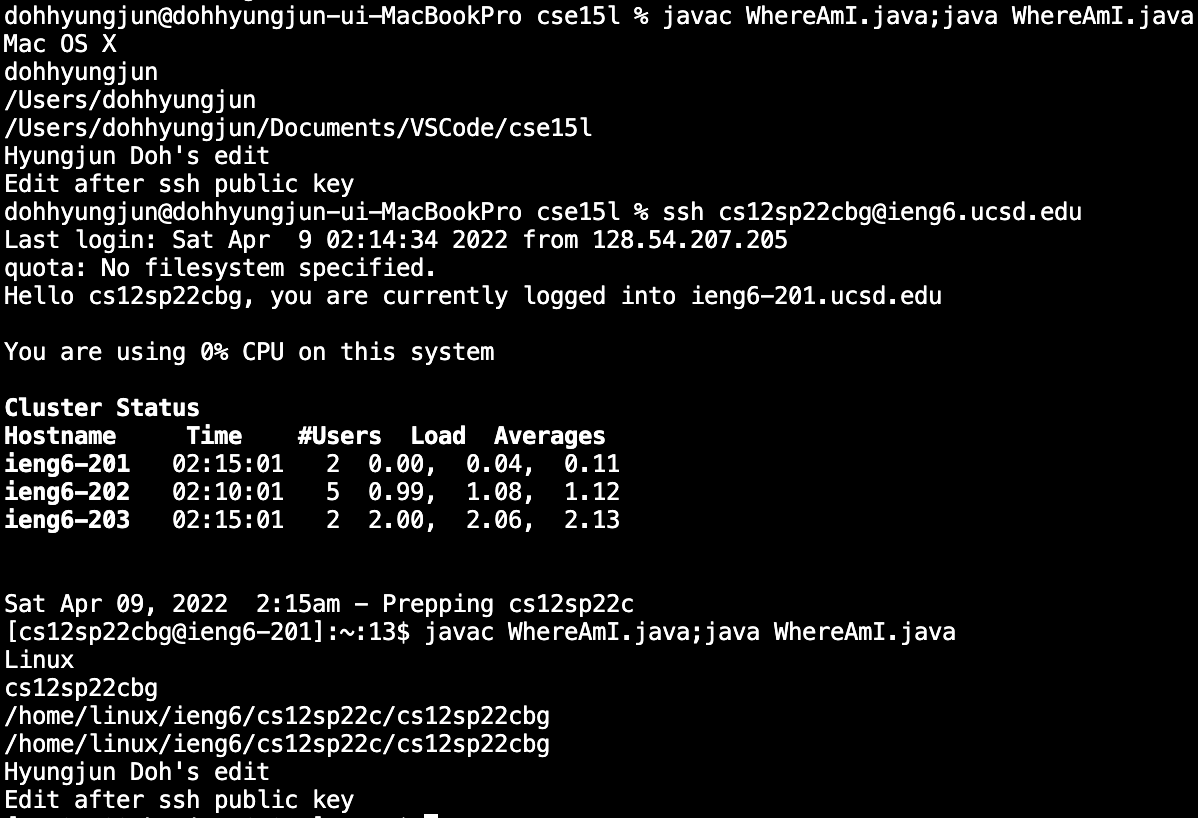 dohhyungjun@dohhyungjun-ui-MacBookPro cse15l % javac WhereAmI.java;java WhereAmI.java
Mac OS X
dohhyungjun
/Users/dohhyungjun
/Users/dohhyungjun/Documents/VSCode/cse15l
Hyungjun Doh's edit
Edit after ssh public key
dohhyungjun@dohhyungjun-ui-MacBookPro cse15l % ssh cs12sp22cbg@ieng6.ucsd.edu
Last login: Sat Apr  9 02:14:34 2022 from 128.54.207.205
quota: No filesystem specified.
Hello cs12sp22cbg, you are currently logged into ieng6-201.ucsd.edu
You are using 0% CPU on this system
Cluster Status
Hostname     Time    #Users  Load  Averages
ieng6-201   02:15:01   2  0.00,  0.04,  0.11
ieng6-202   02:10:01   5  0.99,  1.08,  1.12
ieng6-203   02:15:01   2  2.00,  2.06,  2.13
Sat Apr 09, 2022  2:15am - Prepping cs12sp22c
[cs12sp22cbg@ieng6-201]:~:13$ javac WhereAmI.java;java WhereAmI.java
Linux
cs12sp22cbg
/home/linux/ieng6/cs12sp22c/cs12sp22cbg
/home/linux/ieng6/cs12sp22c/cs12sp22cbg
Hyungjun Doh's edit
Edit after ssh public key